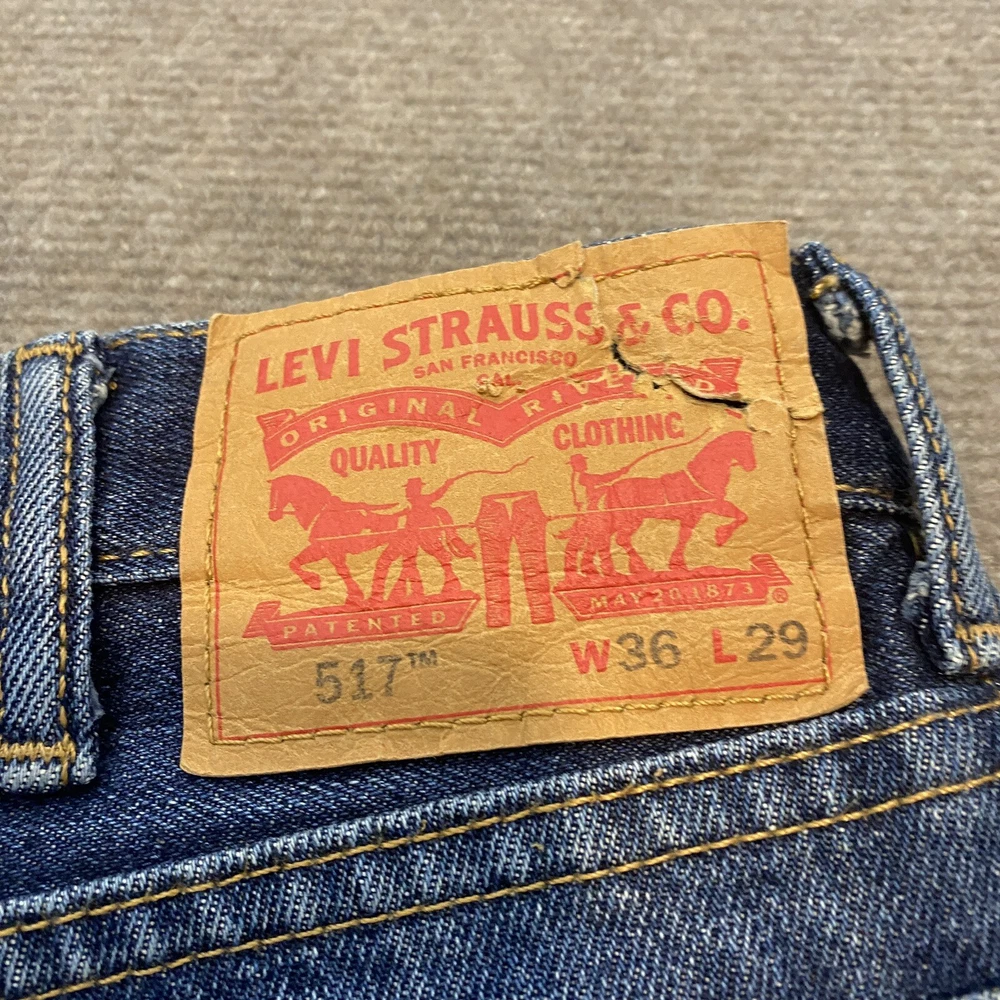 LEVI STRAUSS & CO.
SAN FRANCISCO
CAL
ORIGINAL RIVETED
QUALITY CLOTHING
PATENTED MAY 20 1873 ®
517™ W36 L29